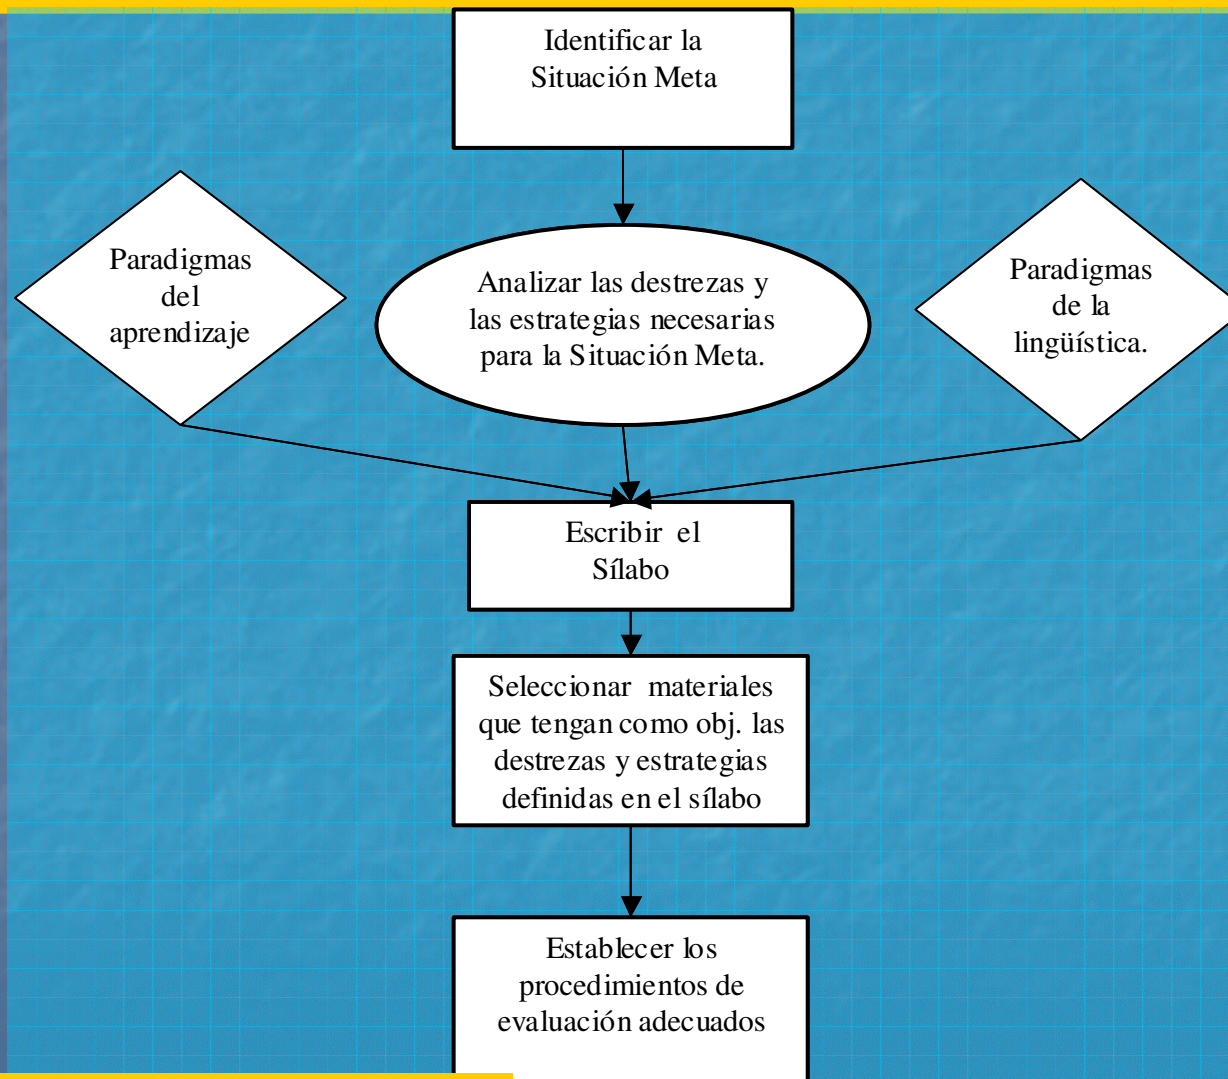 Identificar la
Situación Meta
Paradigmas
del
aprendizaje
Analizar las destrezas y
las estrategias necesarias
para la Situación Meta.
Paradigmas
de la
lingüística.
Escribir el
Sílabo
Seleccionar materiales
que tengan como obj. las
destrezas y estrategias
definidas en el sílabo
Establecer los
procedimientos de
evaluación adecuados